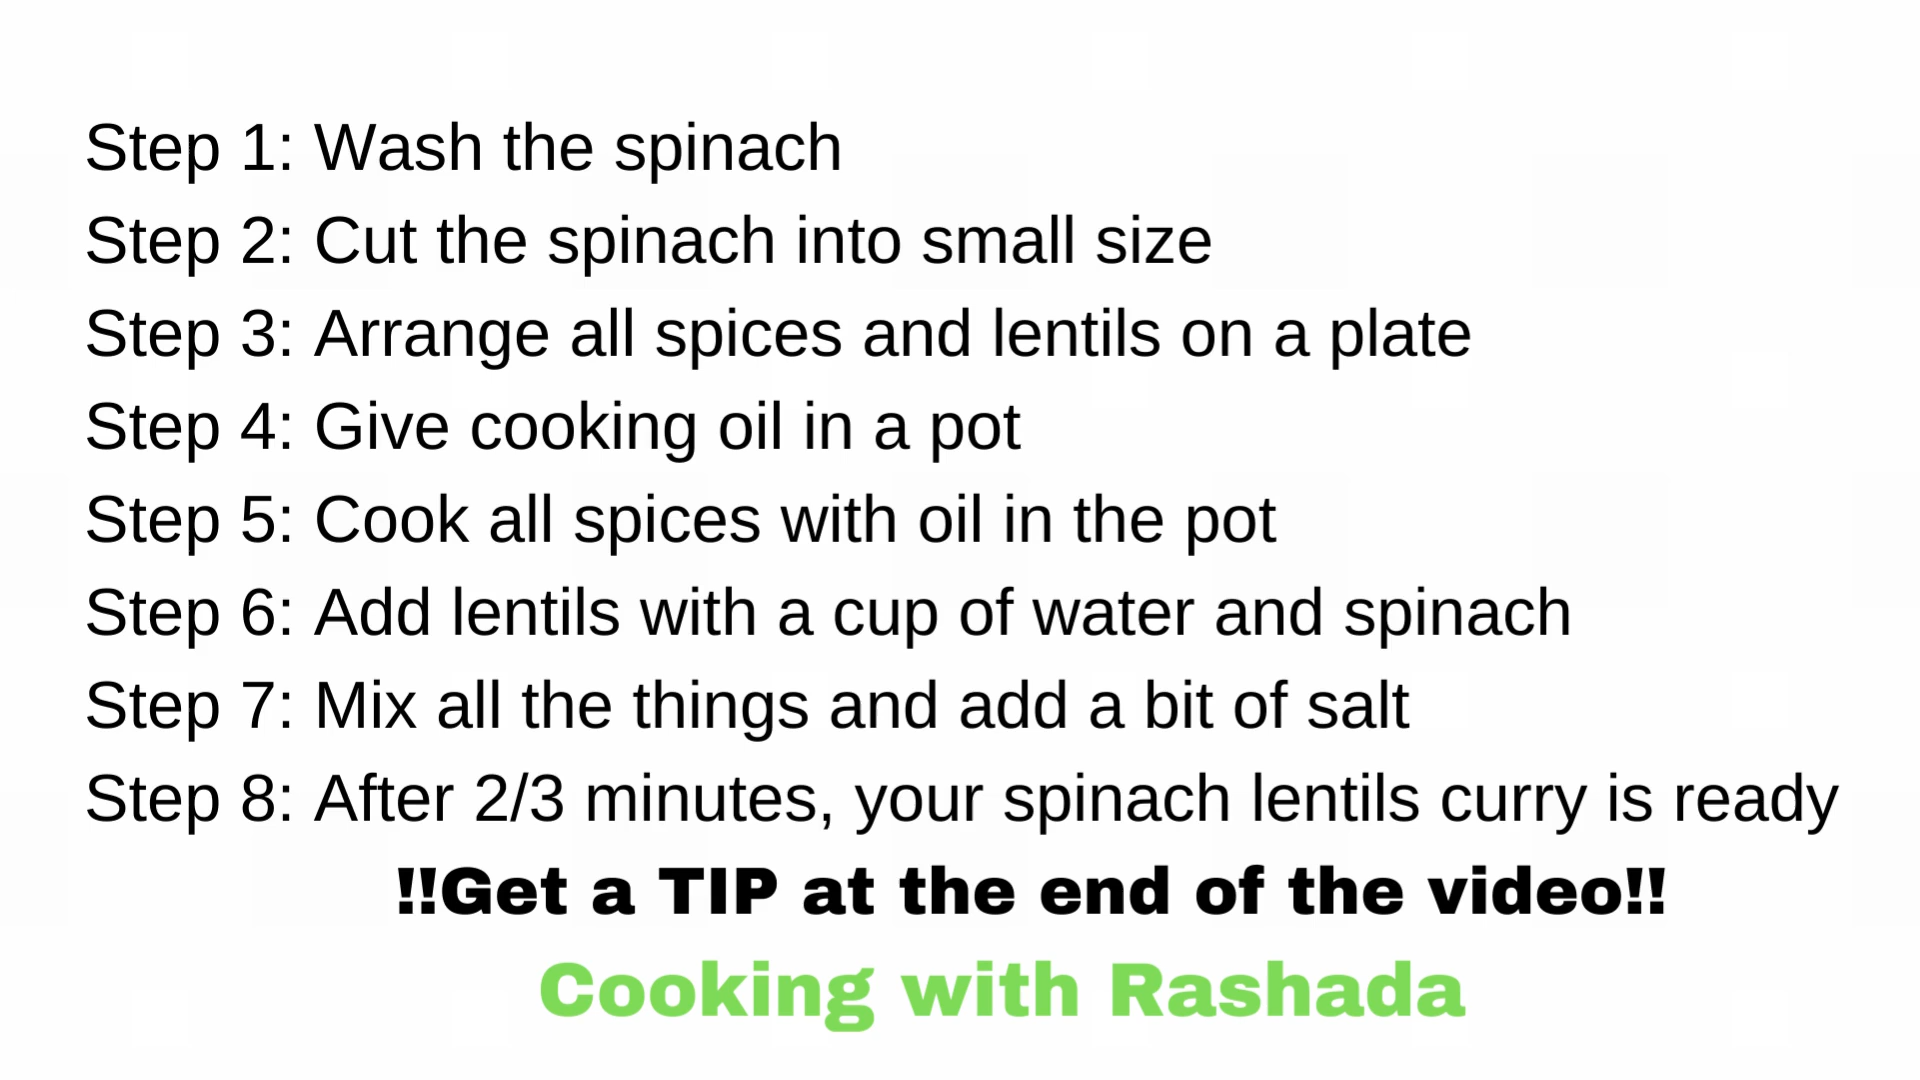 Step 1: Wash the spinach
Step 2: Cut the spinach into small size
Step 3: Arrange all spices and lentils on a plate
Step 4: Give cooking oil in a pot
Step 5: Cook all spices with oil in the pot
Step 6: Add lentils with a cup of water and spinach
Step 7: Mix all the things and add a bit of salt
Step 8: After 2/3 minutes, your spinach lentils curry is ready
!!Get a TIP at the end of the video!!
Cooking with Rashada